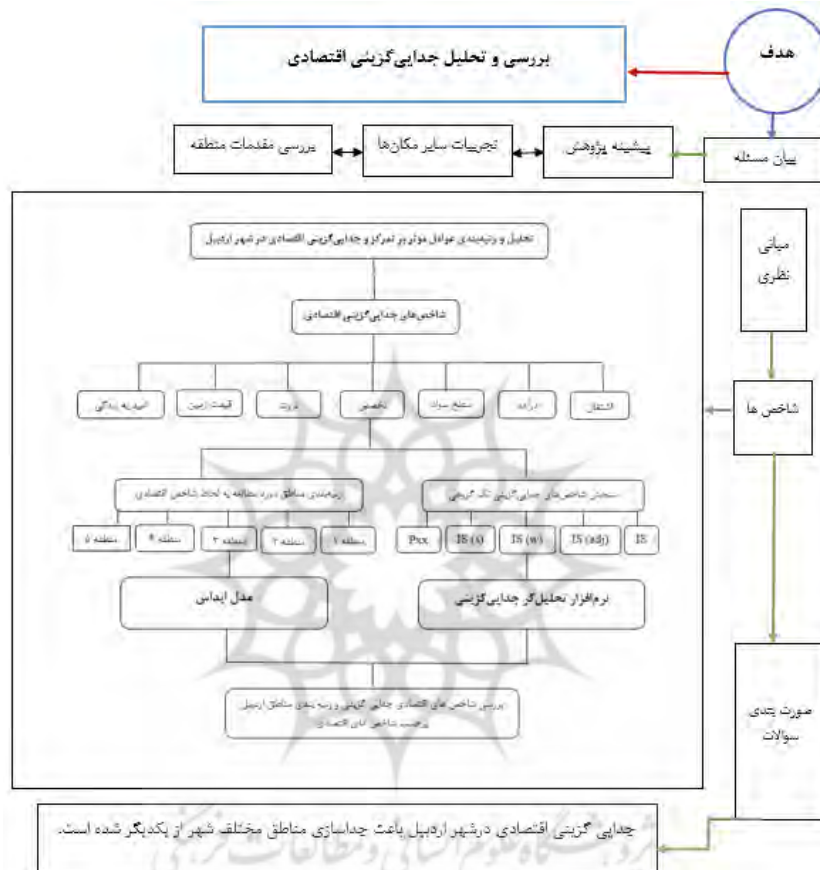 هدف
بررسی و تحلیل جدایی‌گزینی اقتصادی
بیان مسئله
پیشینه پژوهش
تجربیات سایر مکان‌ها
بررسی مقدمات منطقه
مبانی
نظری
تحلیل و رتبه‌بندی عوامل موثر بر تمرکز و جدایی‌گزینی اقتصادی در شهر اردبیل
شاخص‌های جدایی‌گزینی اقتصادی
شاخص ها
اشتغال
درآمد
سطح سواد
تخصص
ثروت
قیمت زمین
امید به زندگی
سنجش شاخص‌های جدایی‌گزینی تک گروهی
رتبه‌بندی مناطق مورد مطالعه به لحاظ شاخص اقتصادی
IS
IS (adj)
IS (w)
IS (s)
Pxx
منطقه ۱
منطقه ۲
منطقه ۳
منطقه ۴
منطقه ۵
نرم‌افزار تحلیل‌گر جدایی‌گزینی
مدل ایداس
صورت بندی
سوالات
بررسی شاخص های اقتصادی جدایی گزینی و رتبه بندی مناطق اردبیل
برحسب شاخص های اقتصادی
جدایی گزینی اقتصادی درشهر اردبیل باعث جداسازی مناطق مختلف شهر از یکدیگر شده است.
پژوهشگاه علوم انسانی و مطالعات فرهنگی